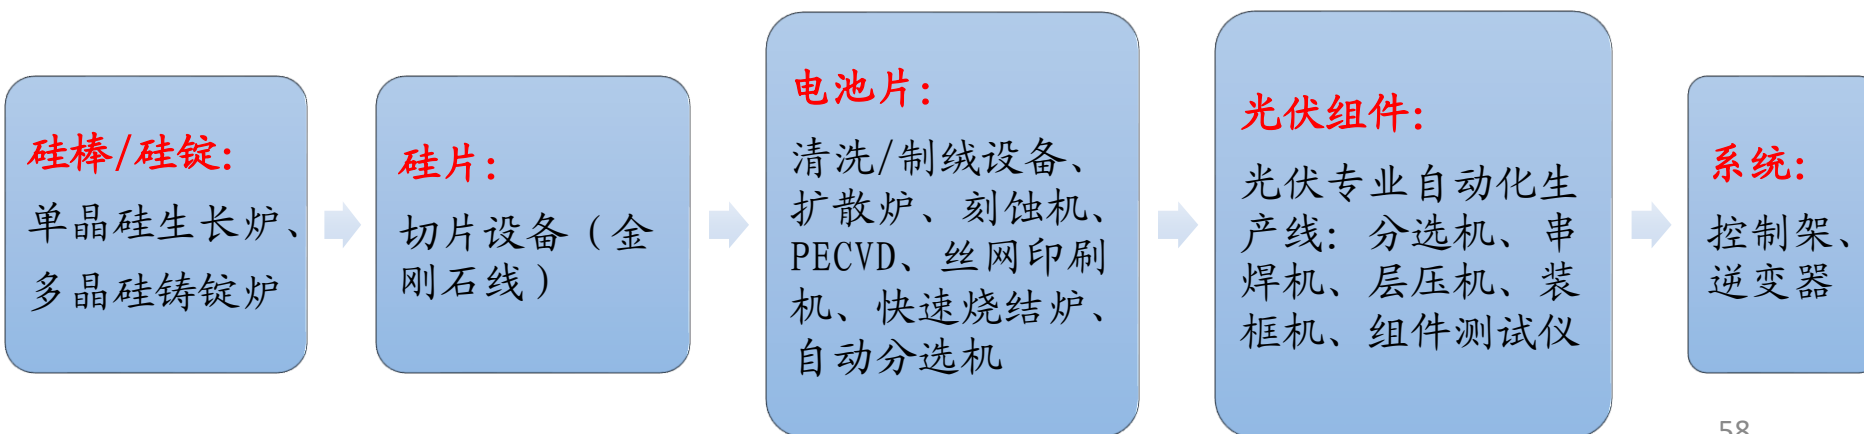 硅棒/硅锭:
单晶硅生长炉、
多晶硅铸锭炉
硅片:
切片设备（金
刚石线）
电池片:
清洗/制绒设备、
扩散炉、刻蚀机、
PECVD、丝网印刷
机、快速烧结炉、
自动分选机
光伏组件:
光伏专业自动化生
产线: 分选机、串
焊机、层压机、装
框机、组件测试仪
系统:
控制架、
逆变器
58